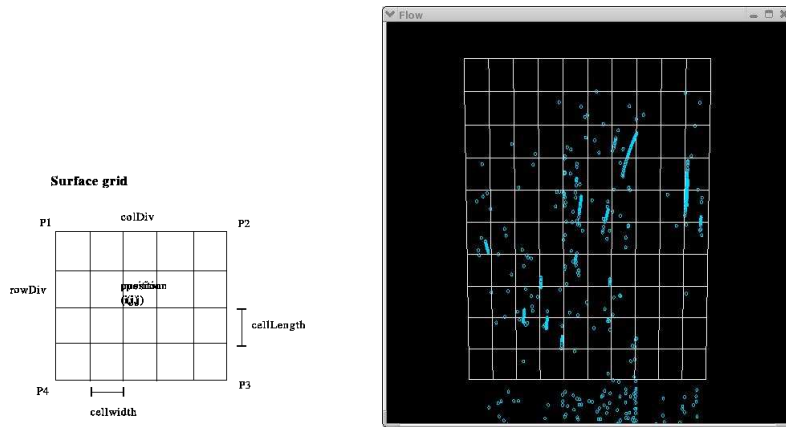 Flow
Surface grid
P1
colDiv
P2
rowDiv
(i,j)
cellLength
P4
P3
cellwidth